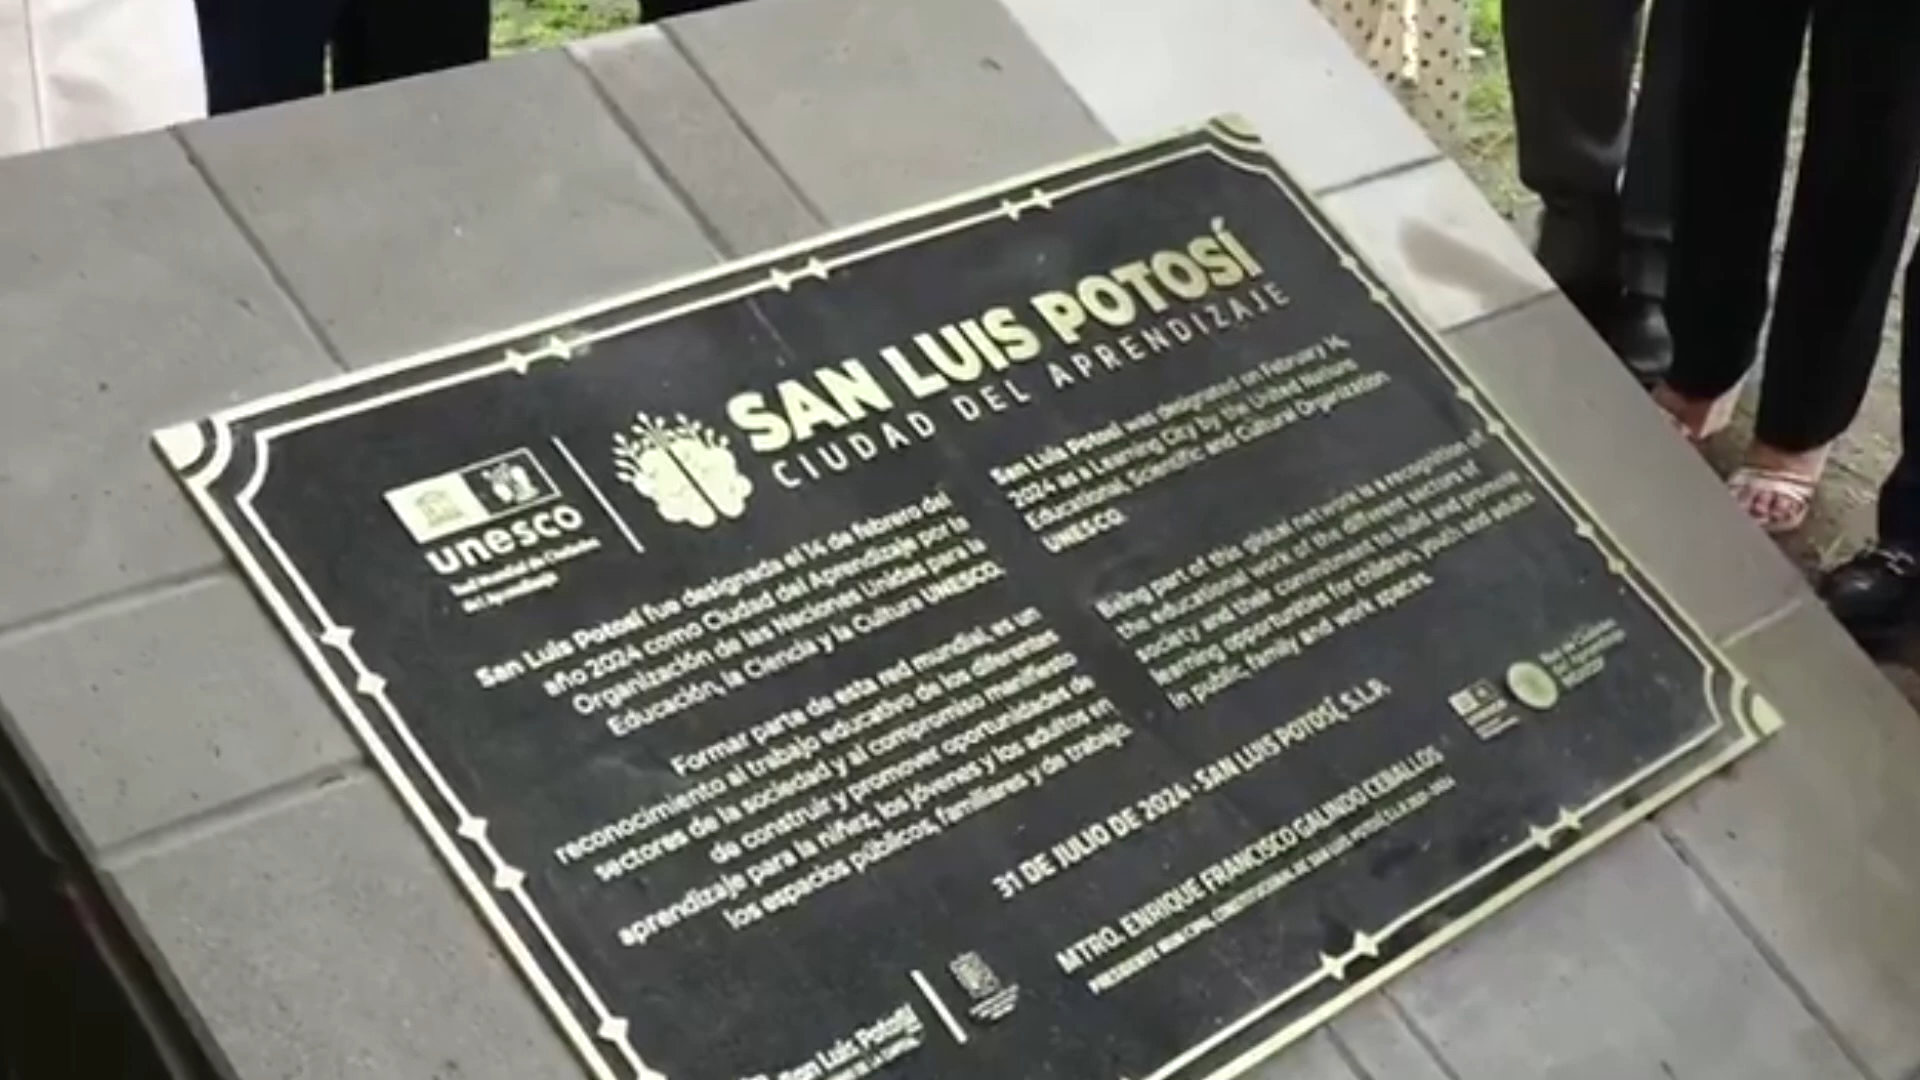 SAN LUIS POTOSÍ
CIUDAD DEL APRENDIZAJE
unesco
Red Mundial de Ciudades
del Aprendizaje
San Luis Potosí fue designada el 14 de febrero del
año 2024 como Ciudad del Aprendizaje por la
Organización de las Naciones Unidas para la
Educación, la Ciencia y la Cultura UNESCO.
Formar parte de esta red mundial, es un
reconocimiento al trabajo educativo de los diferentes
sectores de la sociedad y al compromiso manifiesto
de construir y promover oportunidades de
aprendizaje para la niñez, los jóvenes y los adultos en
los espacios públicos, familiares y de trabajo.
San Luis Potosí was designated on February 14,
2024 as a Learning City by the United Nations
Educational, Scientific and Cultural Organization
UNESCO.
Being part of this global network is a recognition of
the educational work of the different sectors of
society and their commitment to build and promote
learning opportunities for children, youth and adults
in public, family and work spaces.
31 DE JULIO DE 2024 - SAN LUIS POTOSÍ, S.L.P.
MTRO. ENRIQUE FRANCISCO GALINDO CEBALLOS
PRESIDENTE MUNICIPAL CONSTITUCIONAL DE SAN LUIS POTOSÍ, S.L.P. 2021-2024
San Luis Potosí